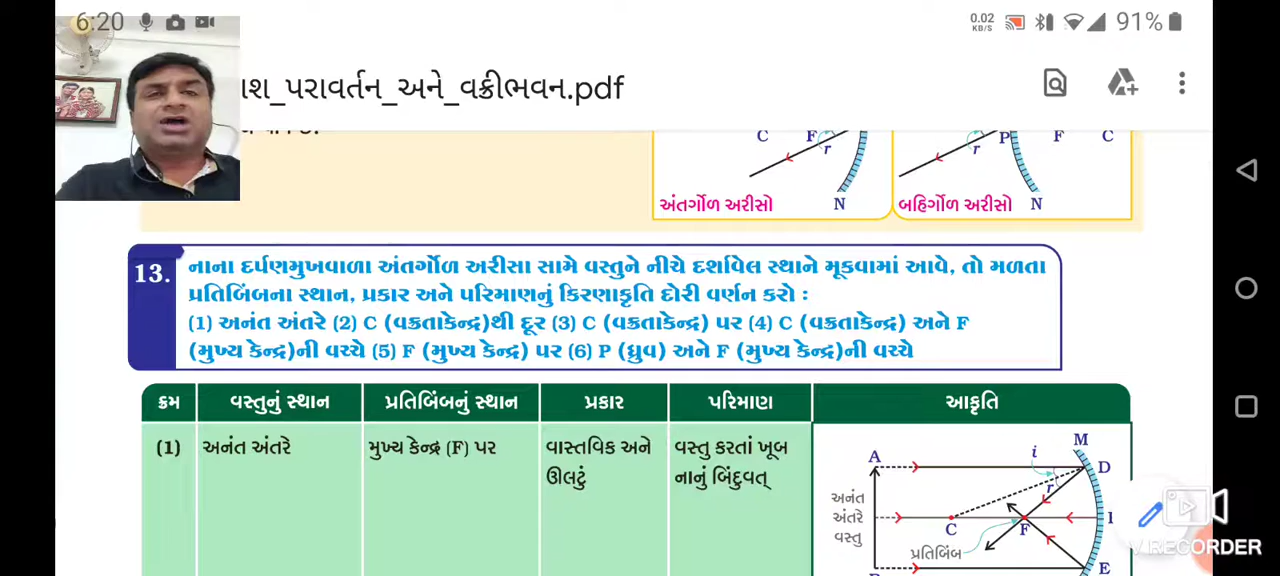 6:20
0.02
KB/S
91%
શ_પરાવર્તન_અને_વક્રીભવન.pdf
C F r
P r F C
અંતર્ગોળ અરીસો N
બહિર્ગોળ અરીસો N
13. નાના દર્પણમુખવાળા અંતર્ગોળ અરીસા સામે વસ્તુને નીચે દર્શાવેલ સ્થાને મૂકવામાં આવે, તો મળતા
પ્રતિબિંબના સ્થાન, પ્રકાર અને પરિમાણનું કિરણાકૃતિ દોરી વર્ણન કરો :
(1) અનંત અંતરે (2) C (વક્રતાકેન્દ્ર)થી દૂર (3) C (વક્રતાકેન્દ્ર) પર (4) C (વક્રતાકેન્દ્ર) અને F
(મુખ્ય કેન્દ્ર)ની વચ્ચે (5) F (મુખ્ય કેન્દ્ર) પર (6) P (ધ્રુવ) અને F (મુખ્ય કેન્દ્ર)ની વચ્ચે
ક્રમ વસ્તુનું સ્થાન પ્રતિબિંબનું સ્થાન પ્રકાર પરિમાણ આકૃતિ
(1) અનંત અંતરે મુખ્ય કેન્દ્ર (F) પર વાસ્તવિક અને વસ્તુ કરતાં ખૂબ
ઊલટું નાનું બિંદુવત્
M
A i D
r
અનંત
અંતરે
વસ્તુ
C F
પ્રતિબિંબ
E
V RECORDER